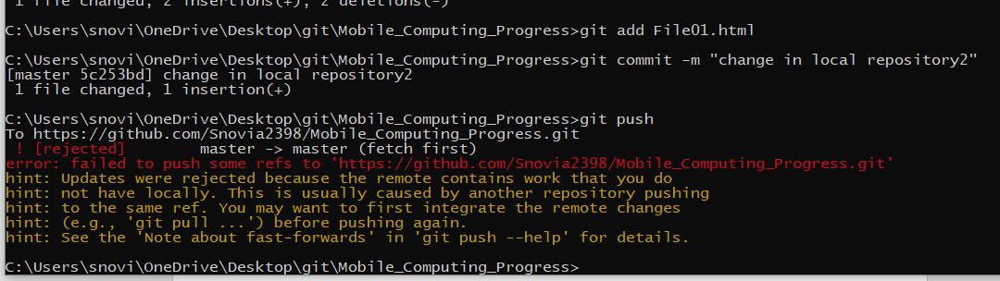 1 file changed, 2 insertions(+), 2 deletions(-)
C:\Users\snovi\OneDrive\Desktop\git\Mobile_Computing_Progress>git add File01.html
C:\Users\snovi\OneDrive\Desktop\git\Mobile_Computing_Progress>git commit -m "change in local repository2"
[master 5c253bd] change in local repository2
1 file changed, 1 insertion(+)
C:\Users\snovi\OneDrive\Desktop\git\Mobile_Computing_Progress>git push
To https://github.com/Snovia2398/Mobile_Computing_Progress.git
! [rejected]        master -> master (fetch first)
error: failed to push some refs to 'https://github.com/Snovia2398/Mobile_Computing_Progress.git'
hint: Updates were rejected because the remote contains work that you do
hint: not have locally. This is usually caused by another repository pushing
hint: to the same ref. You may want to first integrate the remote changes
hint: (e.g., 'git pull ...') before pushing again.
hint: See the 'Note about fast-forwards' in 'git push --help' for details.
C:\Users\snovi\OneDrive\Desktop\git\Mobile_Computing_Progress>